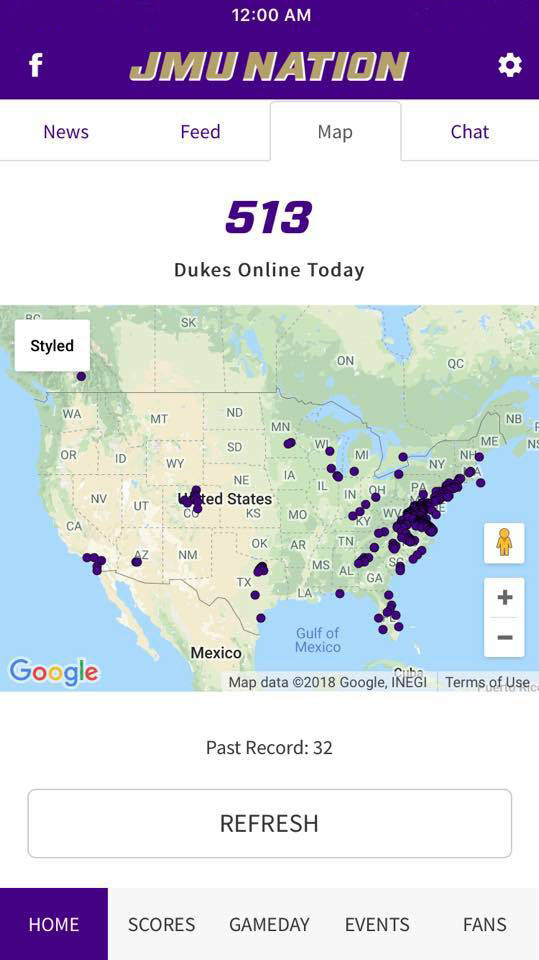 12:00 AM
f
JMU NATION
News
Feed
Map
Chat
513
Dukes Online Today
Styled
BC
SK
ON
QC
NB
WA
MT
ND
MN
WI
MI
ME
NH
NY
OR
ID
SD
WY
IA
NE
IL
IN
OH
PA
NV
UT
CO
United States
KS
MO
KY
WV
CA
AZ
NM
OK
AR
TN
SC
MS
AL
GA
TX
LA
Gulf of
Mexico
Mexico
Cuba
Puerto Rico
Google
Map data ©2018 Google, INEGI
Terms of Use
Past Record: 32
REFRESH
HOME
SCORES
GAMEDAY
EVENTS
FANS